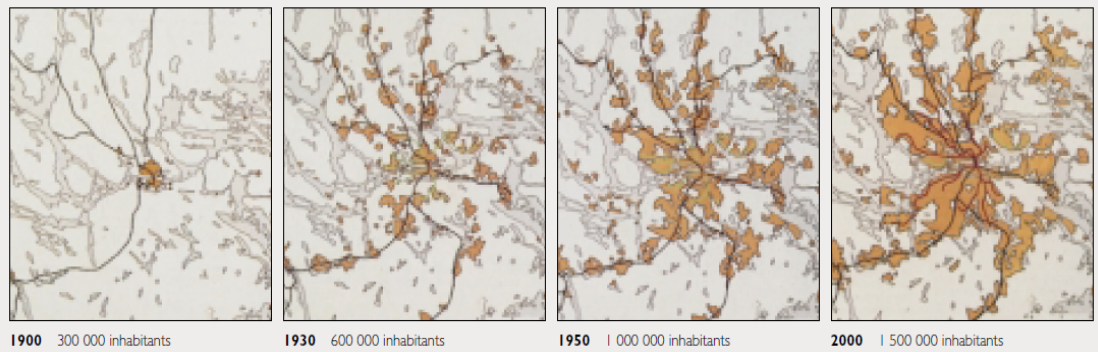 1900 300 000 inhabitants
1930 600 000 inhabitants
1950 1 000 000 inhabitants
2000 1 500 000 inhabitants